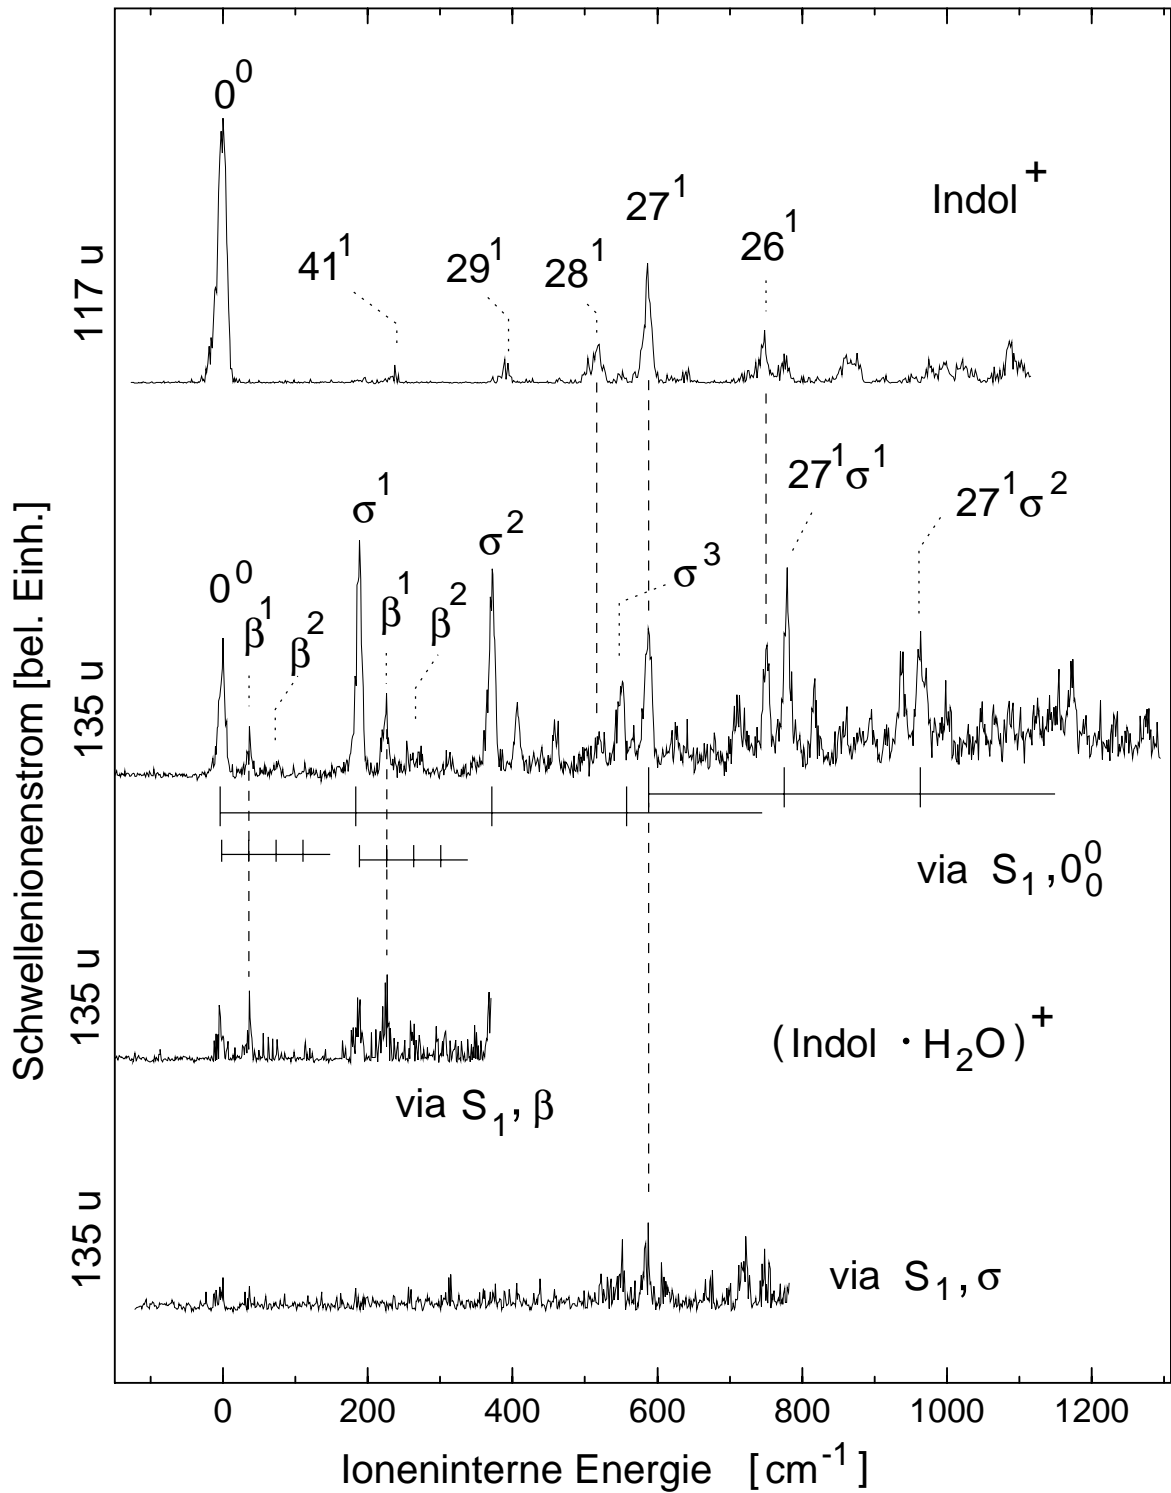 0⁰
41¹
29¹
28¹
27¹
26¹
Indol⁺
117 u
0⁰
β¹
β²
σ¹
β¹
β²
σ²
σ³
27¹σ¹
27¹σ²
135 u
via S₁,0⁰₀
135 u
via S₁, β
(Indol · H₂O)⁺
135 u
via S₁,σ
Schwellenionenstrom [bel. Einh.]
0 200 400 600 800 1000 1200
Ioneninterne Energie [cm⁻¹]